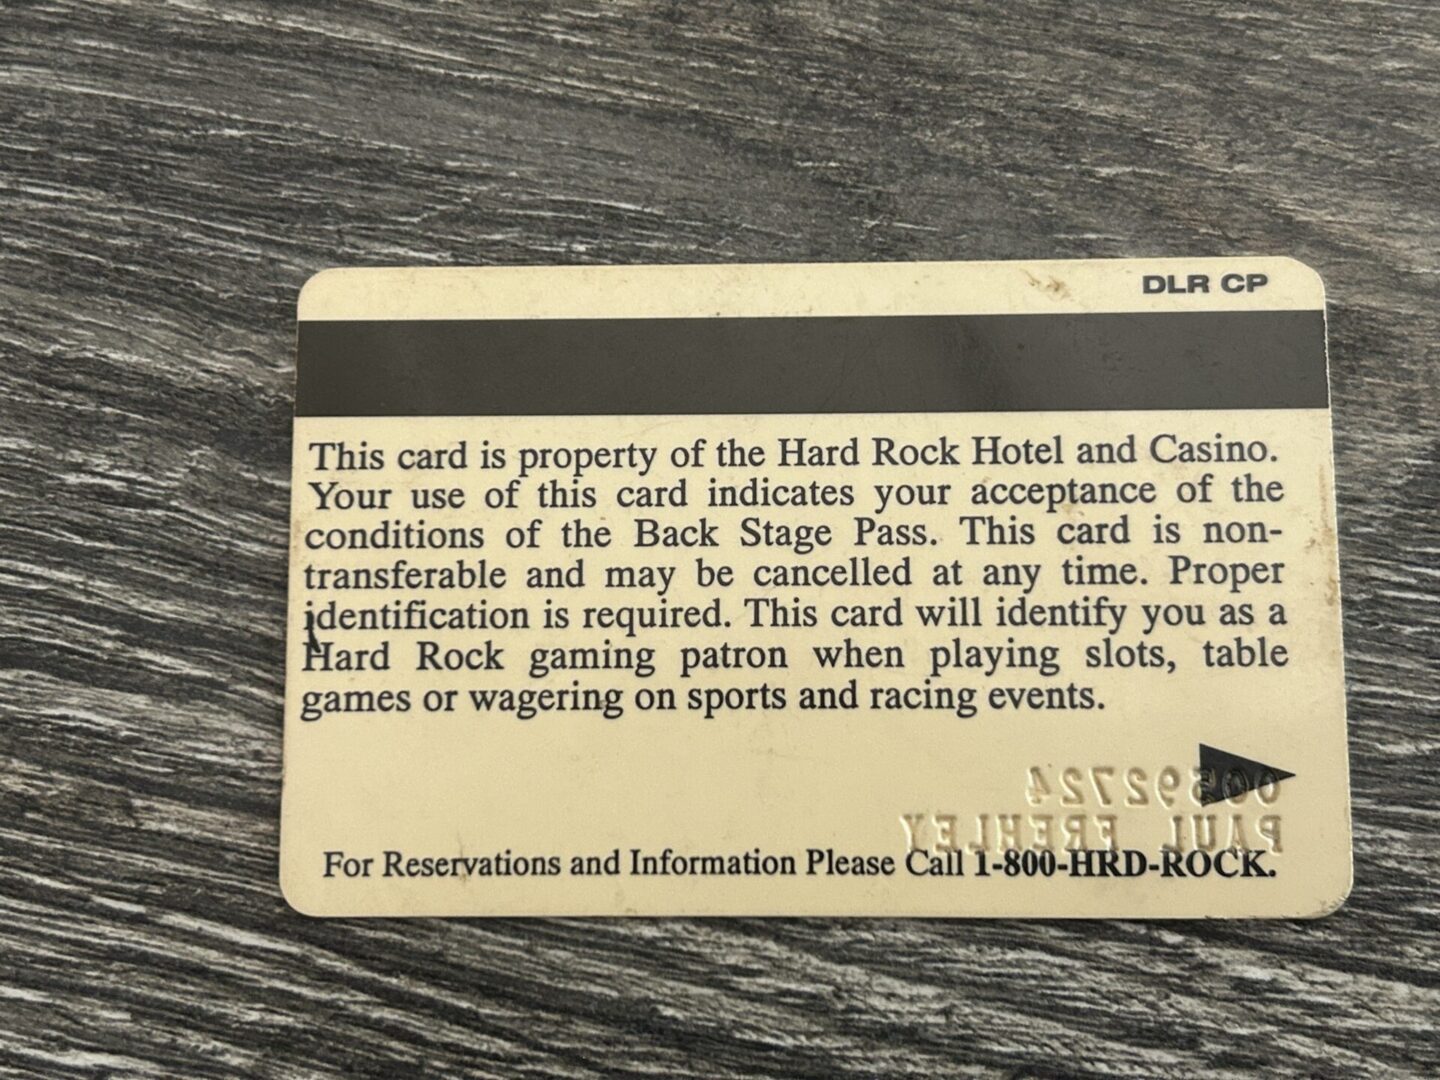 DLR CP
This card is property of the Hard Rock Hotel and Casino.
Your use of this card indicates your acceptance of the
conditions of the Back Stage Pass. This card is non-
transferable and may be cancelled at any time. Proper
identification is required. This card will identify you as a
Hard Rock gaming patron when playing slots, table
games or wagering on sports and racing events.
00592724
PAUL FREHLEY
For Reservations and Information Please Call 1-800-HRD-ROCK.